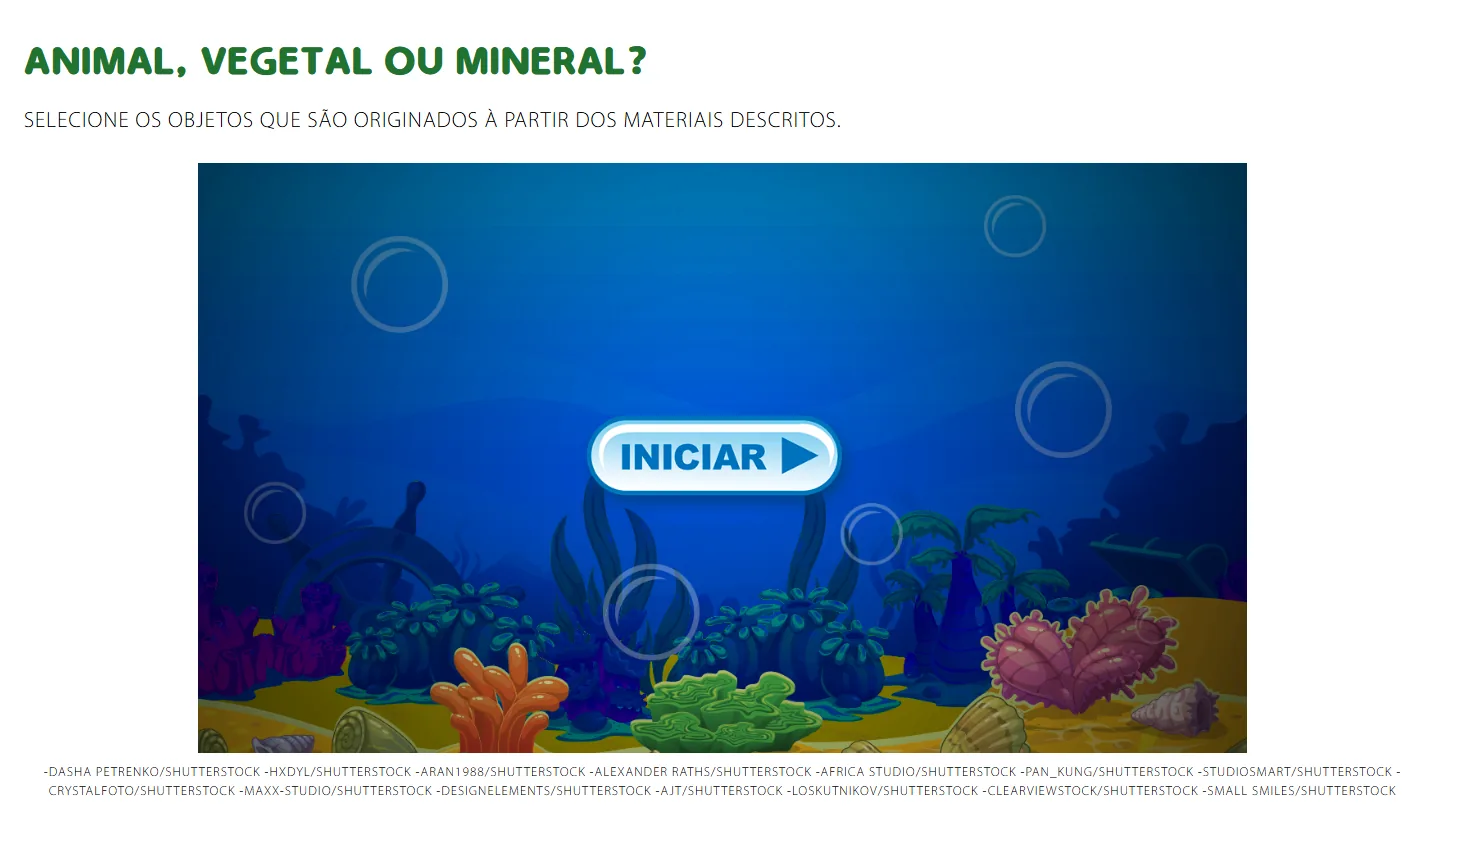 ANIMAL, VEGETAL OU MINERAL?
SELECIONE OS OBJETOS QUE SÃO ORIGINADOS À PARTIR DOS MATERIAIS DESCRITOS.
INICIAR
-DASHA PETRENKO/SHUTTERSTOCK -HXDYL/SHUTTERSTOCK -ARAN1988/SHUTTERSTOCK -ALEXANDER RATHS/SHUTTERSTOCK -AFRICA STUDIO/SHUTTERSTOCK -PAN_KUNG/SHUTTERSTOCK -STUDIOSMART/SHUTTERSTOCK -
CRYSTALFOTO/SHUTTERSTOCK -MAXX-STUDIO/SHUTTERSTOCK -DESIGNELEMENTS/SHUTTERSTOCK -AJT/SHUTTERSTOCK -LOSKUTNIKOV/SHUTTERSTOCK -CLEARVIEWSTOCK/SHUTTERSTOCK -SMALL SMILES/SHUTTERSTOCK